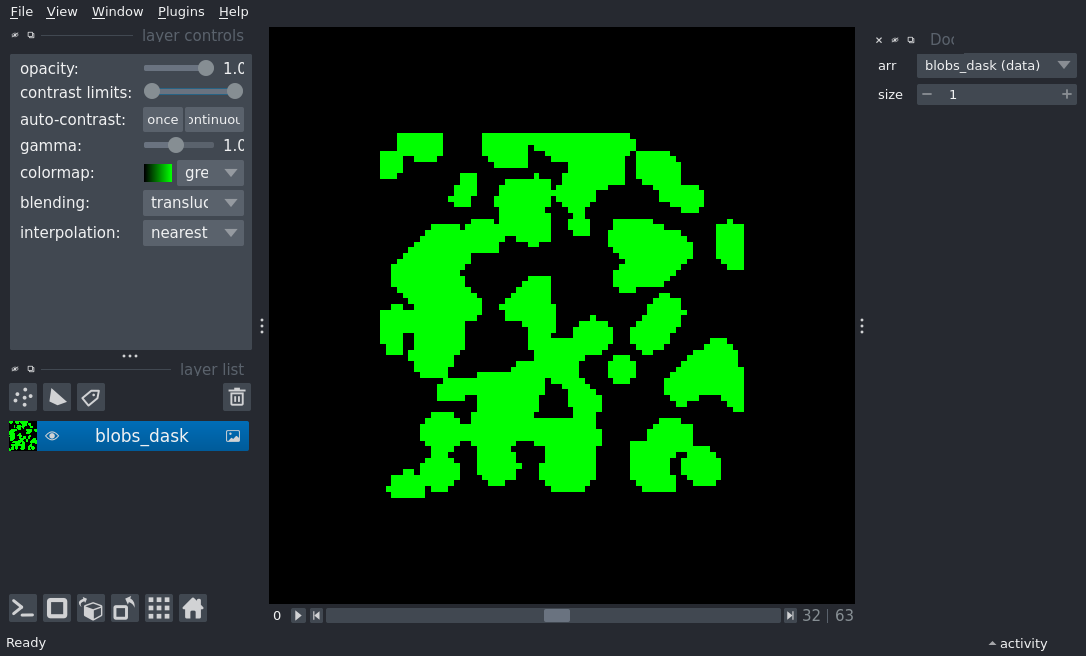 File View Window Plugins Help
layer controls
opacity: 1.0
contrast limits:
auto-contrast: once ontinuou
gamma: 1.0
colormap: gre
blending: transluc
interpolation: nearest
layer list
blobs_dask
0 32 | 63
Ready
Doc
arr blobs_dask (data)
size 1
activity